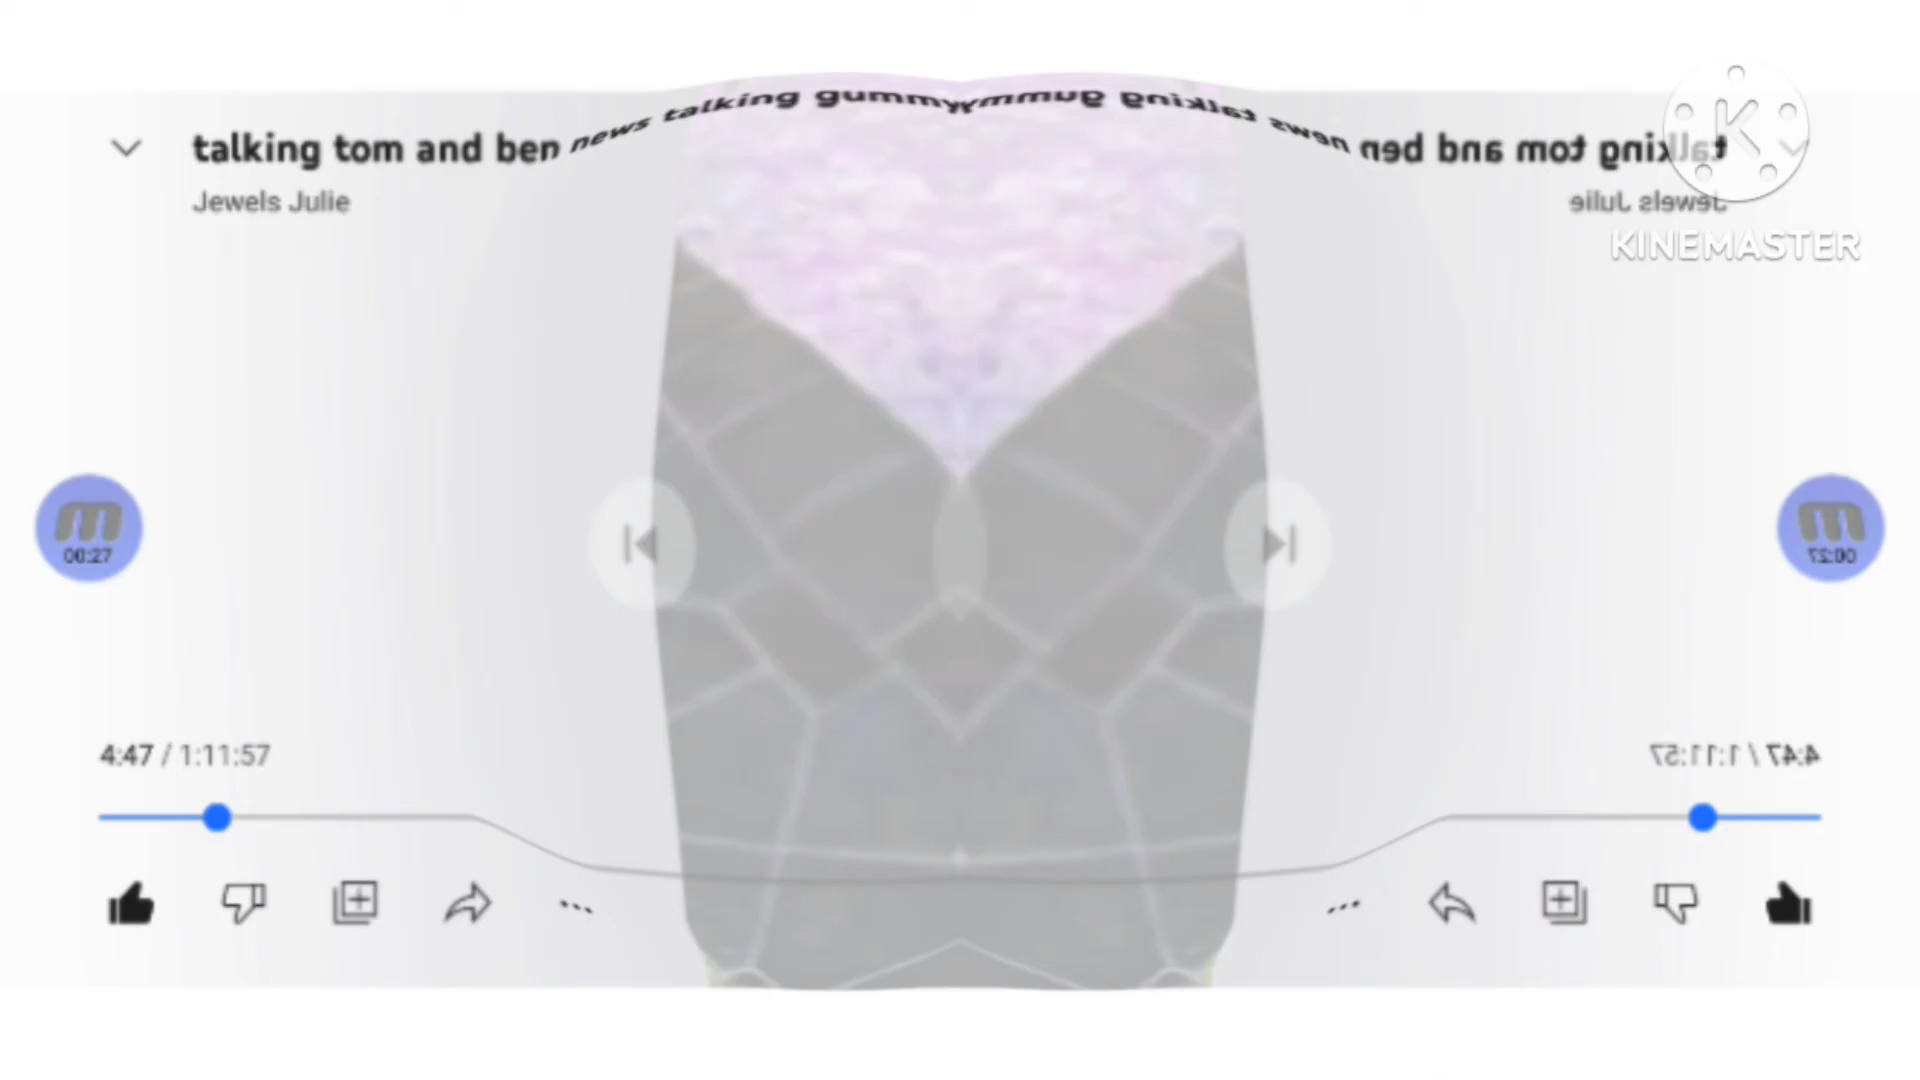 talking tom and ben news talking gummy
Jewels Julie
KINEMASTER
00:27
4:47 / 1:11:57